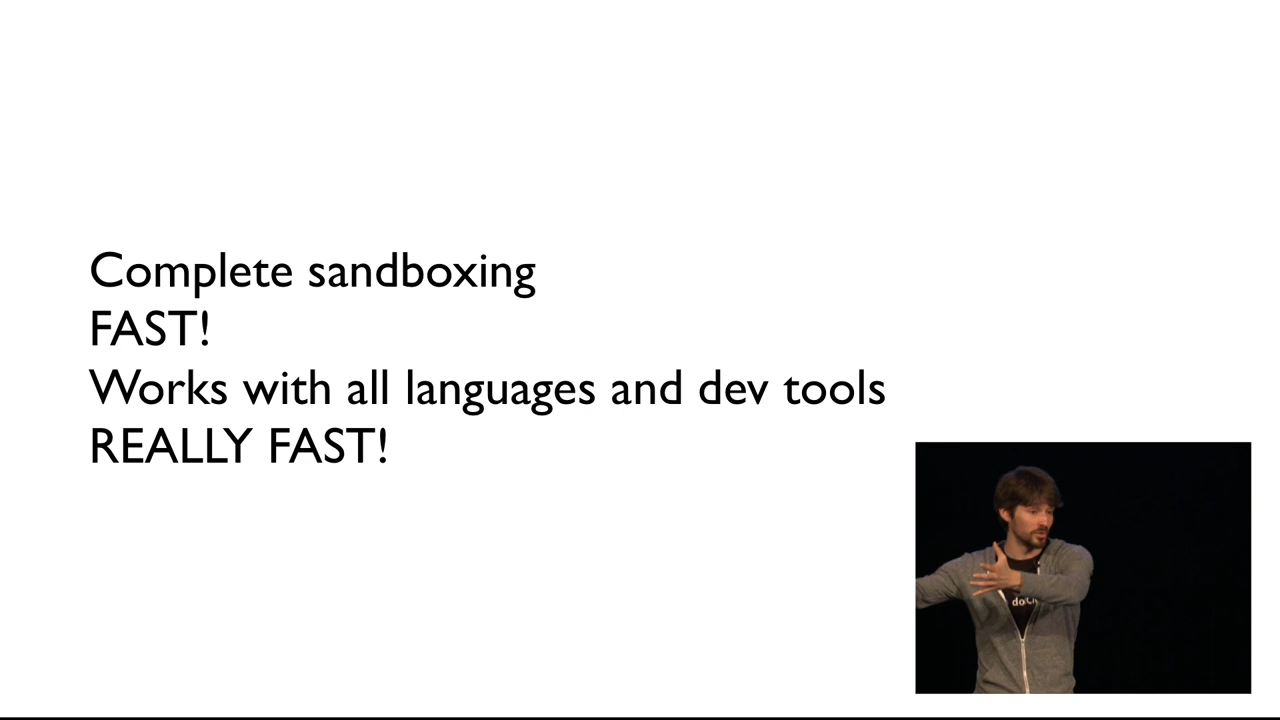 Complete sandboxing
FAST!
Works with all languages and dev tools
REALLY FAST!